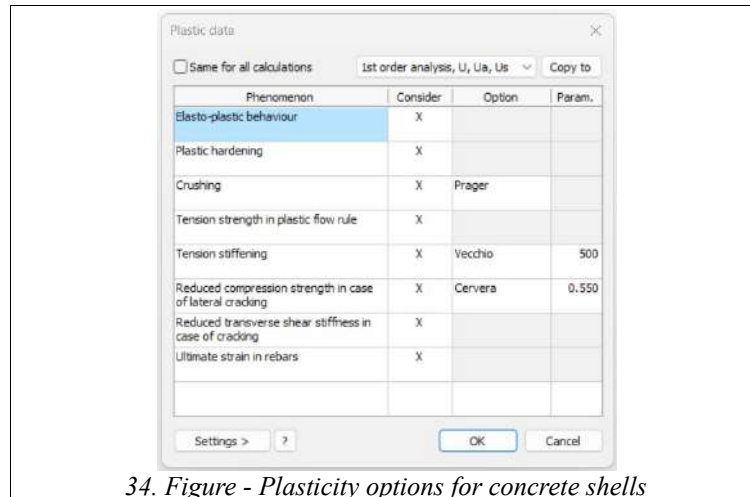 Plastic data
Same for all calculations 1st order analysis, U, Ua, Us Copy to
Phenomenon Consider Option Param.
Elasto-plastic behaviour X
Plastic hardening X
Crushing X Prager
Tension strength in plastic flow rule X
Tension stiffening X Vecchio 500
Reduced compression strength in case X Cervera 0.550
of lateral cracking
Reduced transverse shear stiffness in X
case of cracking
Ultimate strain in rebars X
Settings > ? OK Cancel
34. Figure - Plasticity options for concrete shells